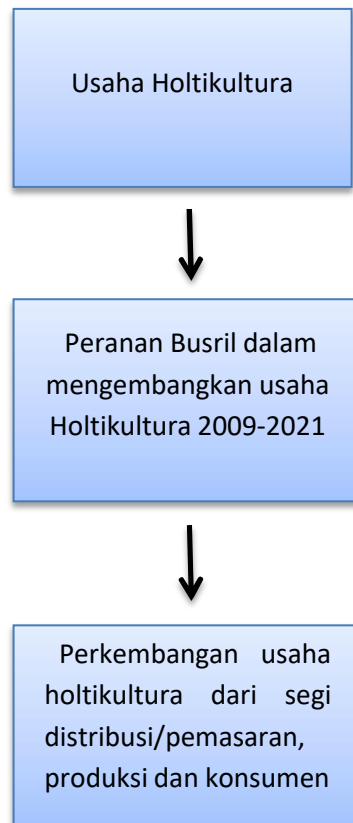 Usaha Holtikultura
Peranan Busril dalam
mengembangkan usaha
Holtikultura 2009-2021
Perkembangan usaha
holtikultura dari segi
distribusi/pemasaran,
produksi dan konsumen